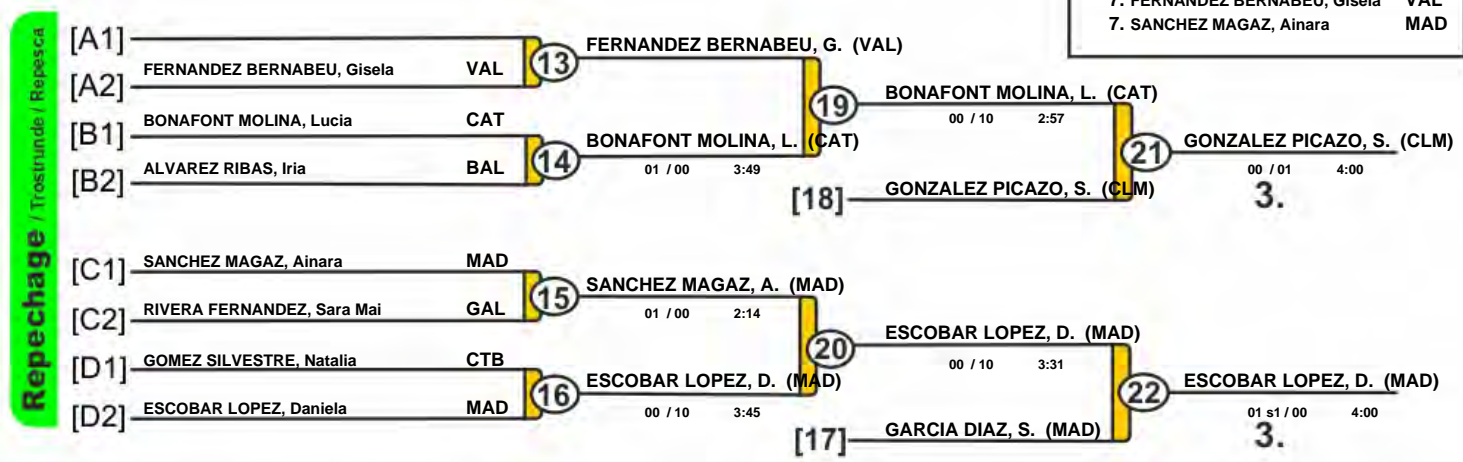 7. FERNANDEZ BERNABEU, Gisela VAL
7. SANCHEZ MAGAZ, Ainara MAD
Repechage / Trostrunde / Repesca
[A1]
FERNANDEZ BERNABEU, Gisela VAL
[A2]
13
FERNANDEZ BERNABEU, G. (VAL)
[B1]
BONAFONT MOLINA, Lucia CAT
ALVAREZ RIBAS, Iria BAL
[B2]
14
BONAFONT MOLINA, L. (CAT)
01 / 00 3:49
19
BONAFONT MOLINA, L. (CAT)
00 / 10 2:57
[18]
GONZALEZ PICAZO, S. (CLM)
21
GONZALEZ PICAZO, S. (CLM)
00 / 01 4:00
3.
[C1]
SANCHEZ MAGAZ, Ainara MAD
RIVERA FERNANDEZ, Sara Mai GAL
[C2]
15
SANCHEZ MAGAZ, A. (MAD)
01 / 00 2:14
[D1]
GOMEZ SILVESTRE, Natalia CTB
ESCOBAR LOPEZ, Daniela MAD
[D2]
16
ESCOBAR LOPEZ, D. (MAD)
00 / 10 3:45
20
ESCOBAR LOPEZ, D. (MAD)
00 / 10 3:31
[17]
GARCIA DIAZ, S. (MAD)
22
ESCOBAR LOPEZ, D. (MAD)
01 s1 / 00 4:00
3.